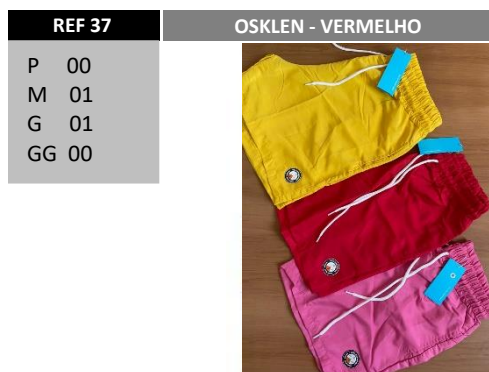 REF 37
OSKLEN - VERMELHO
P 00
M 01
G 01
GG 00